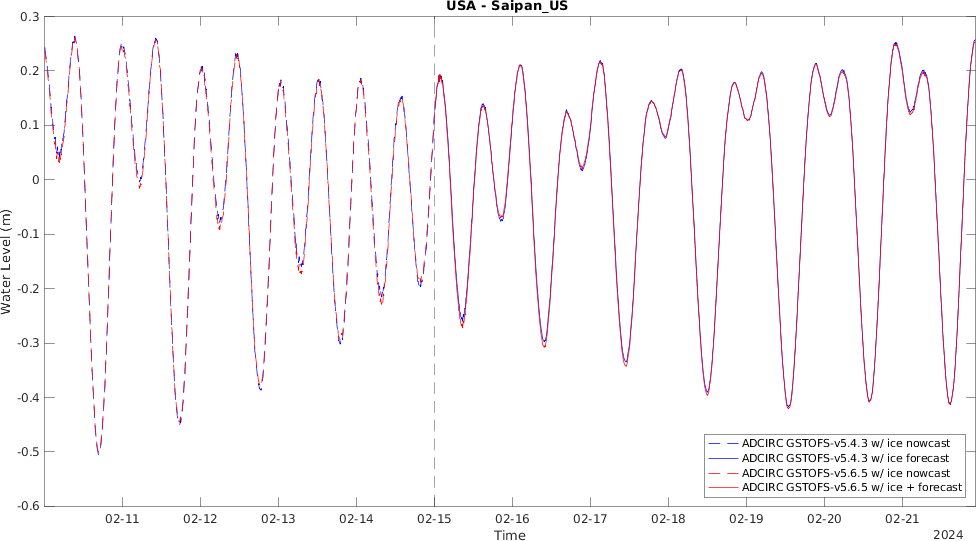 USA - Saipan_US
0.3
0.2
0.1
0
-0.1
-0.2
-0.3
-0.4
-0.5
-0.6
Water Level (m)
02-11 02-12 02-13 02-14 02-15 02-16 02-17 02-18 02-19 02-20 02-21
Time
2024
ADCIRC GSTOFS-v5.4.3 w/ ice nowcast
ADCIRC GSTOFS-v5.4.3 w/ ice forecast
ADCIRC GSTOFS-v5.6.5 w/ ice nowcast
ADCIRC GSTOFS-v5.6.5 w/ ice + forecast